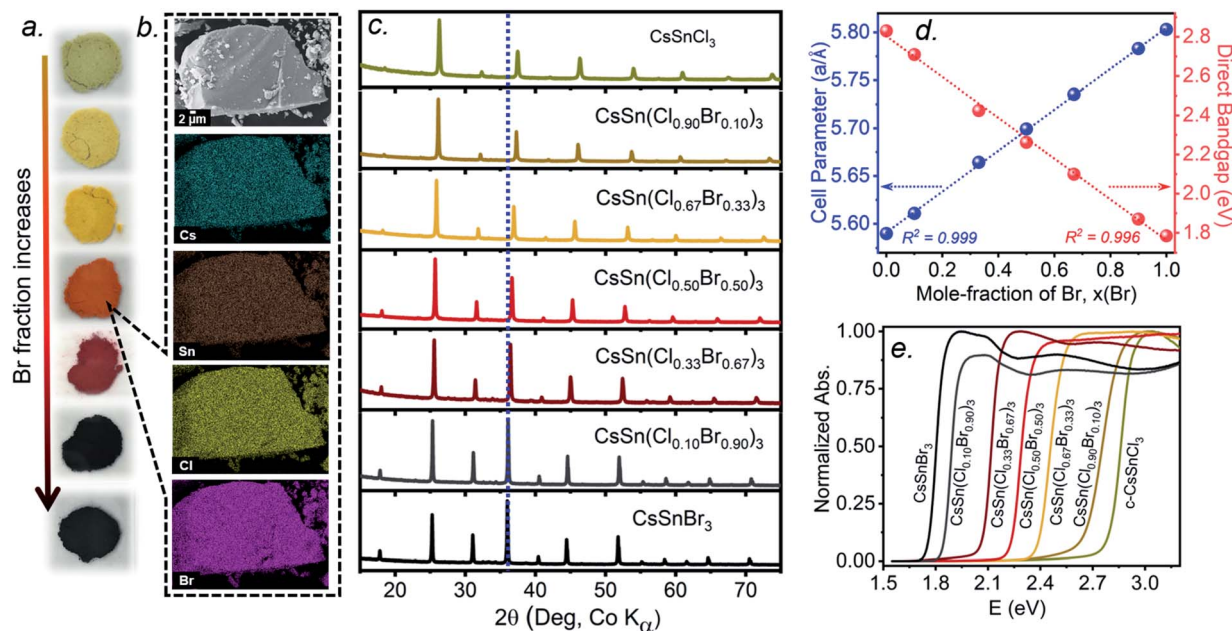 a.
Br fraction increases
b.
2 µm
Cs
Sn
Cl
Br
c.
CsSnCl₃
CsSn(Cl₀.₉₀Br₀.₁₀)₃
CsSn(Cl₀.₆₇Br₀.₃₃)₃
CsSn(Cl₀.₅₀Br₀.₅₀)₃
CsSn(Cl₀.₃₃Br₀.₆₇)₃
CsSn(Cl₀.₁₀Br₀.₉₀)₃
CsSnBr₃
20 30 40 50 60 70
2θ (Deg, Co Kα)
d.
Cell Parameter (a/Å)
5.80
5.75
5.70
5.65
5.60
Direct Bandgap (eV)
2.8
2.6
2.4
2.2
2.0
1.8
R² = 0.999
R² = 0.996
0.0 0.2 0.4 0.6 0.8 1.0
Mole-fraction of Br, x(Br)
e.
Normalized Abs.
1.00
0.75
0.50
0.25
0.00
CsSnBr₃
CsSn(Cl₀.₁₀Br₀.₉₀)₃
CsSn(Cl₀.₃₃Br₀.₆₇)₃
CsSn(Cl₀.₅₀Br₀.₅₀)₃
CsSn(Cl₀.₆₇Br₀.₃₃)₃
CsSn(Cl₀.₉₀Br₀.₁₀)₃
c-CsSnCl₃
1.5 1.8 2.1 2.4 2.7 3.0
E (eV)